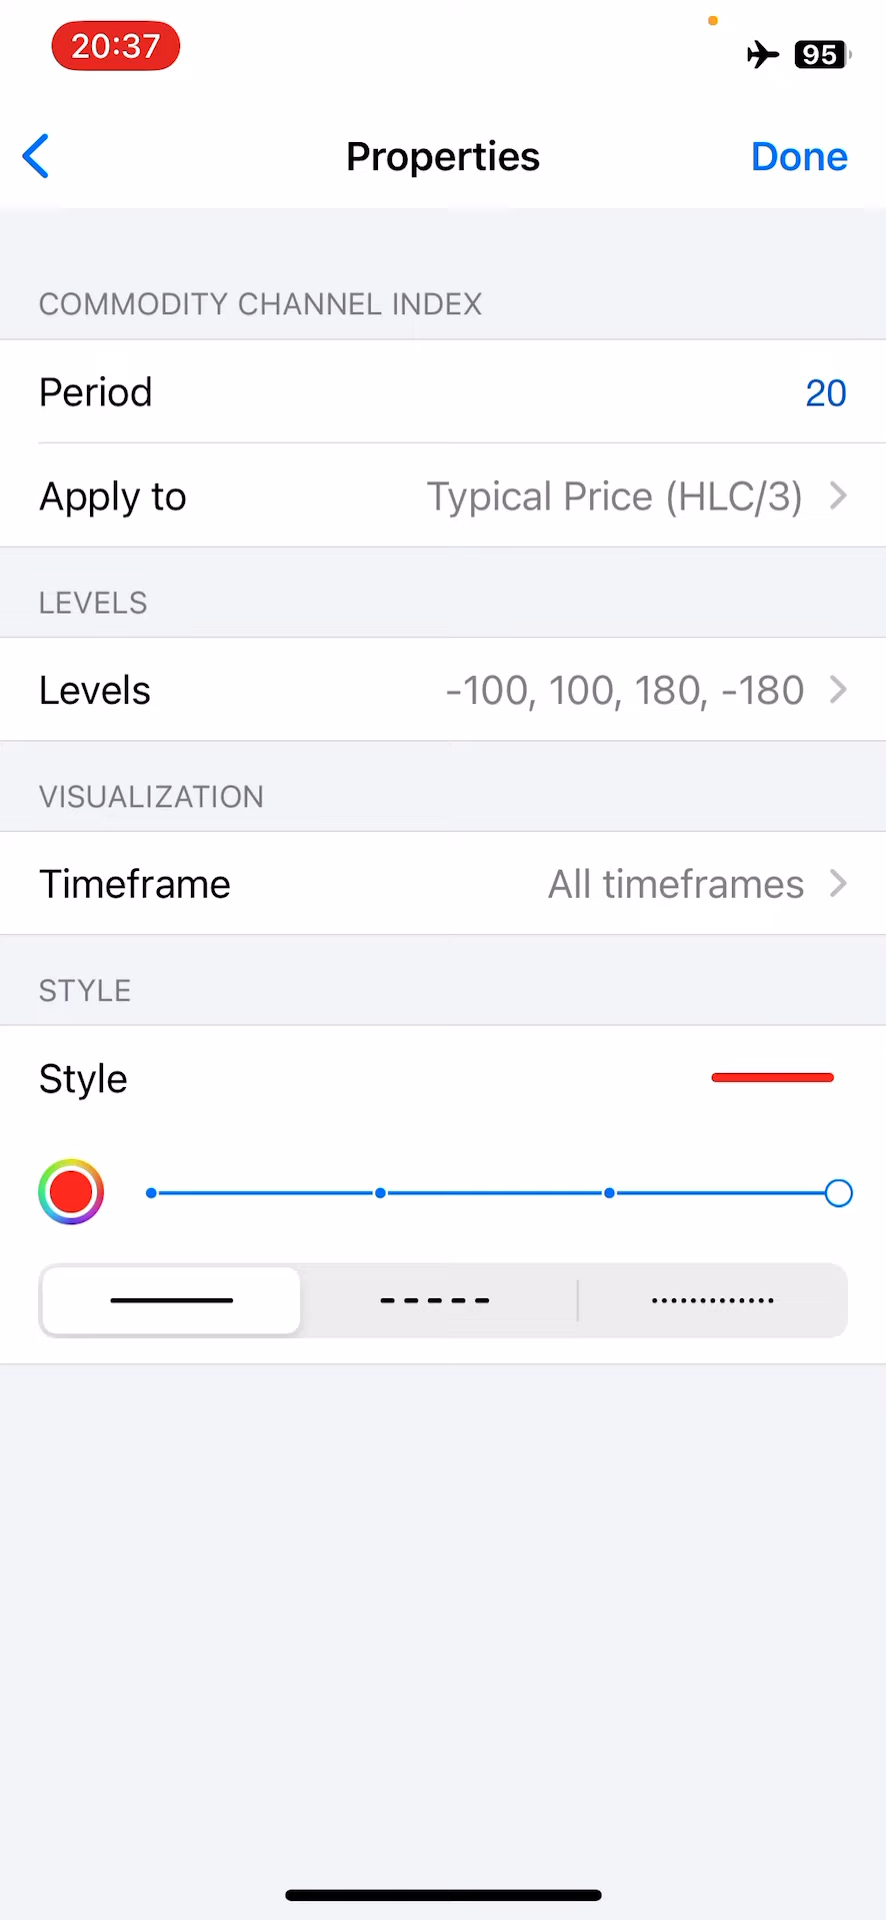 20:37
95
Properties
Done
COMMODITY CHANNEL INDEX
Period
20
Apply to
Typical Price (HLC/3)
LEVELS
Levels
-100, 100, 180, -180
VISUALIZATION
Timeframe
All timeframes
STYLE
Style